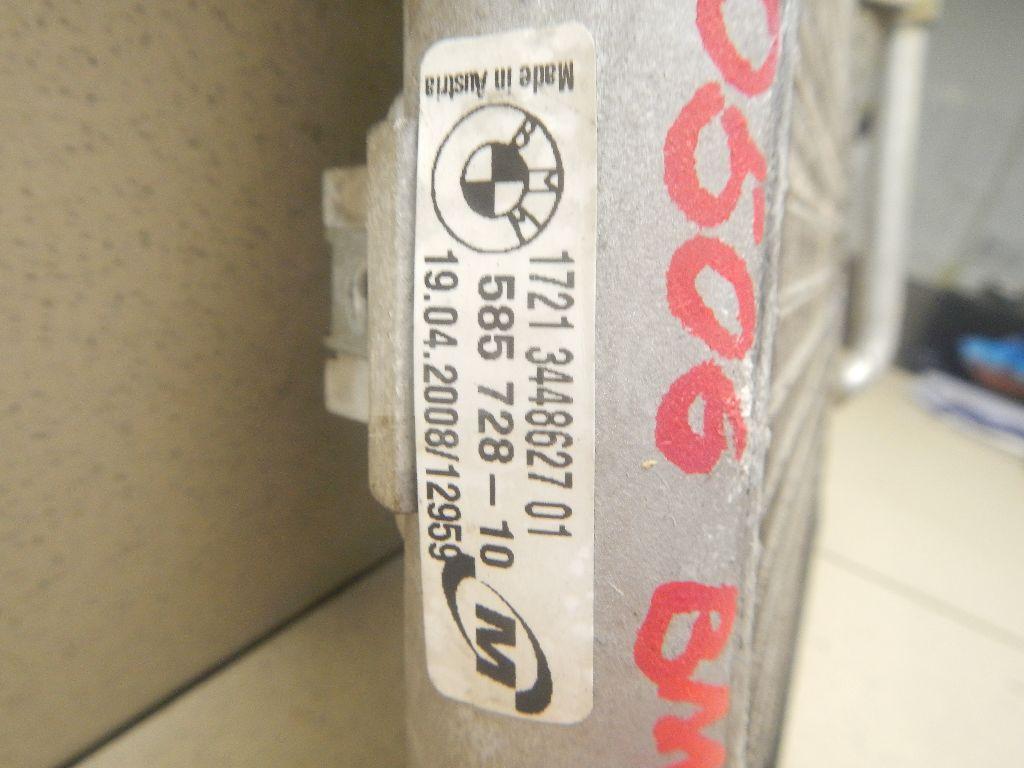 Made in Austria
BMW
1721 3448627 01
585 728-10
19.04.2008/12959
M
0506 BM